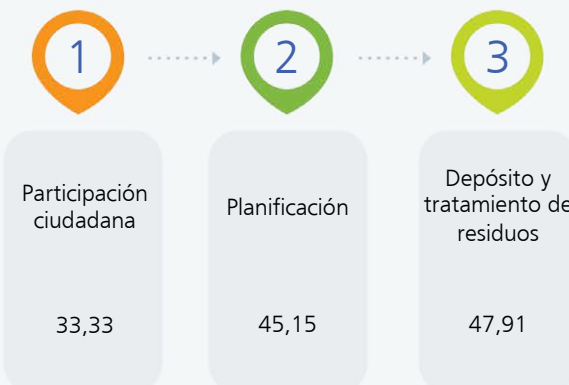 1
2
3
Participación
ciudadana
33,33
Planificación
45,15
Depósito y
tratamiento de
residuos
47,91